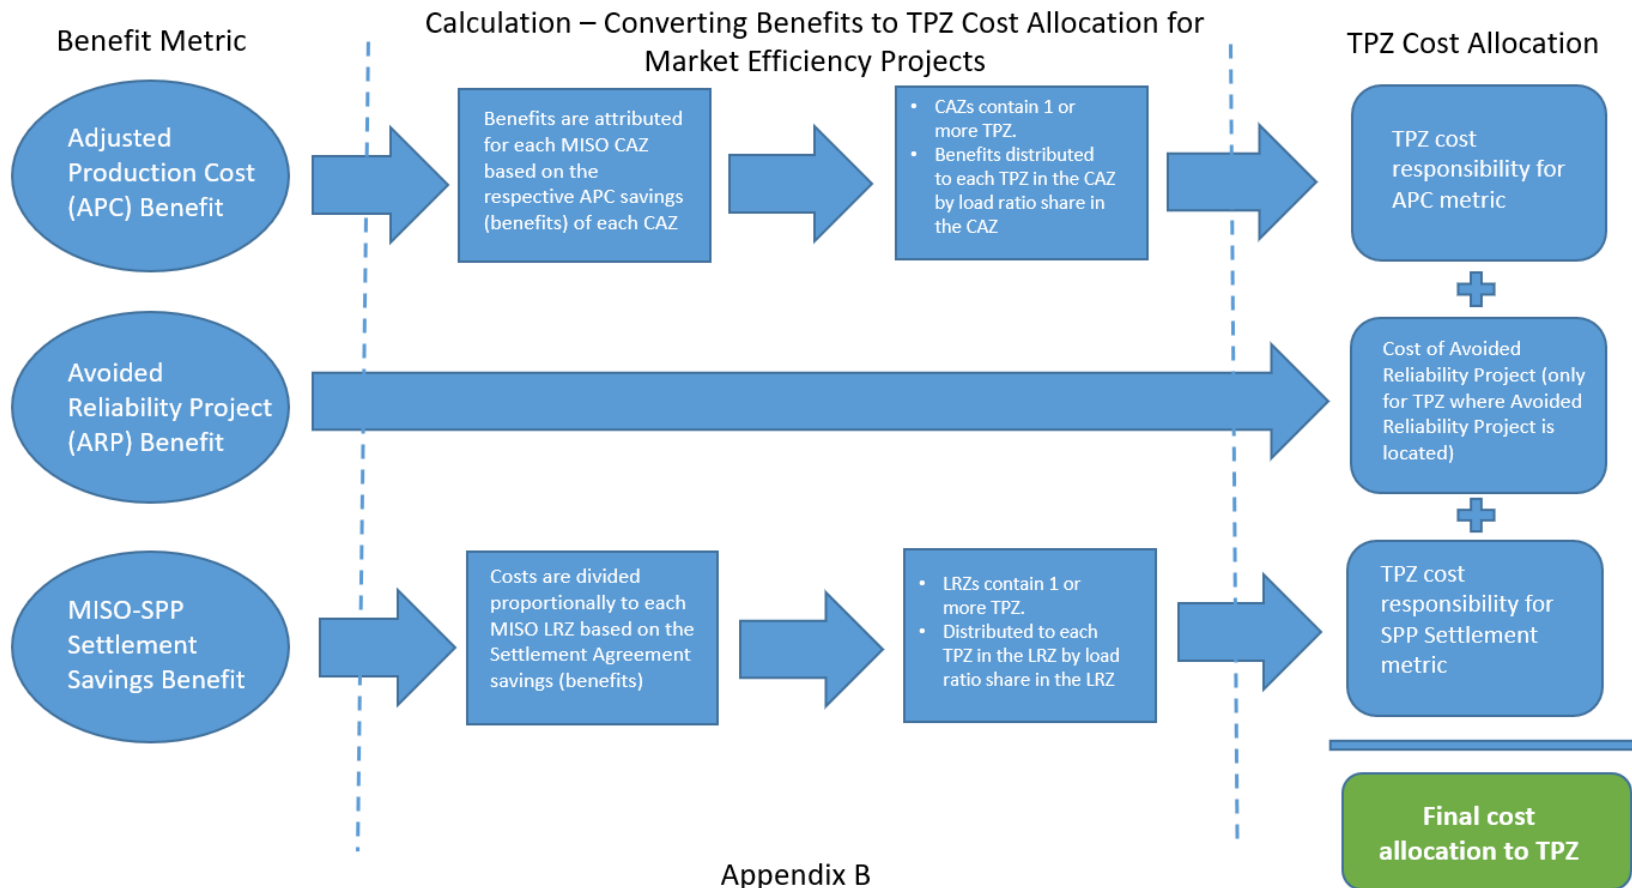 Benefit Metric
Calculation – Converting Benefits to TPZ Cost Allocation for
Market Efficiency Projects
TPZ Cost Allocation
Adjusted
Production Cost
(APC) Benefit
Benefits are attributed
for each MISO CAZ
based on the
respective APC savings
(benefits) of each CAZ
• CAZs contain 1 or
more TPZ.
• Benefits distributed
to each TPZ in the CAZ
by load ratio share in
the CAZ
TPZ cost
responsibility for
APC metric
Avoided
Reliability Project
(ARP) Benefit
Cost of Avoided
Reliability Project (only
for TPZ where Avoided
Reliability Project is
located)
MISO-SPP
Settlement
Savings Benefit
Costs are divided
proportionally to each
MISO LRZ based on the
Settlement Agreement
savings (benefits)
• LRZs contain 1 or
more TPZ.
• Distributed to each
TPZ in the LRZ by load
ratio share in the LRZ
TPZ cost
responsibility for
SPP Settlement
metric
Final cost
allocation to TPZ
Appendix B